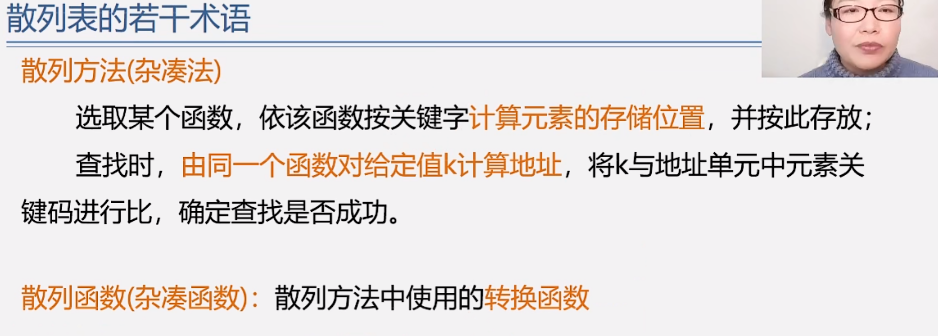 散列表的若干术语
散列方法(杂凑法)
选取某个函数，依该函数按关键字计算元素的存储位置，并按此存放；
查找时，由同一个函数对给定值k计算地址，将k与地址单元中元素关
键码进行比，确定查找是否成功。
散列函数(杂凑函数)：散列方法中使用的转换函数